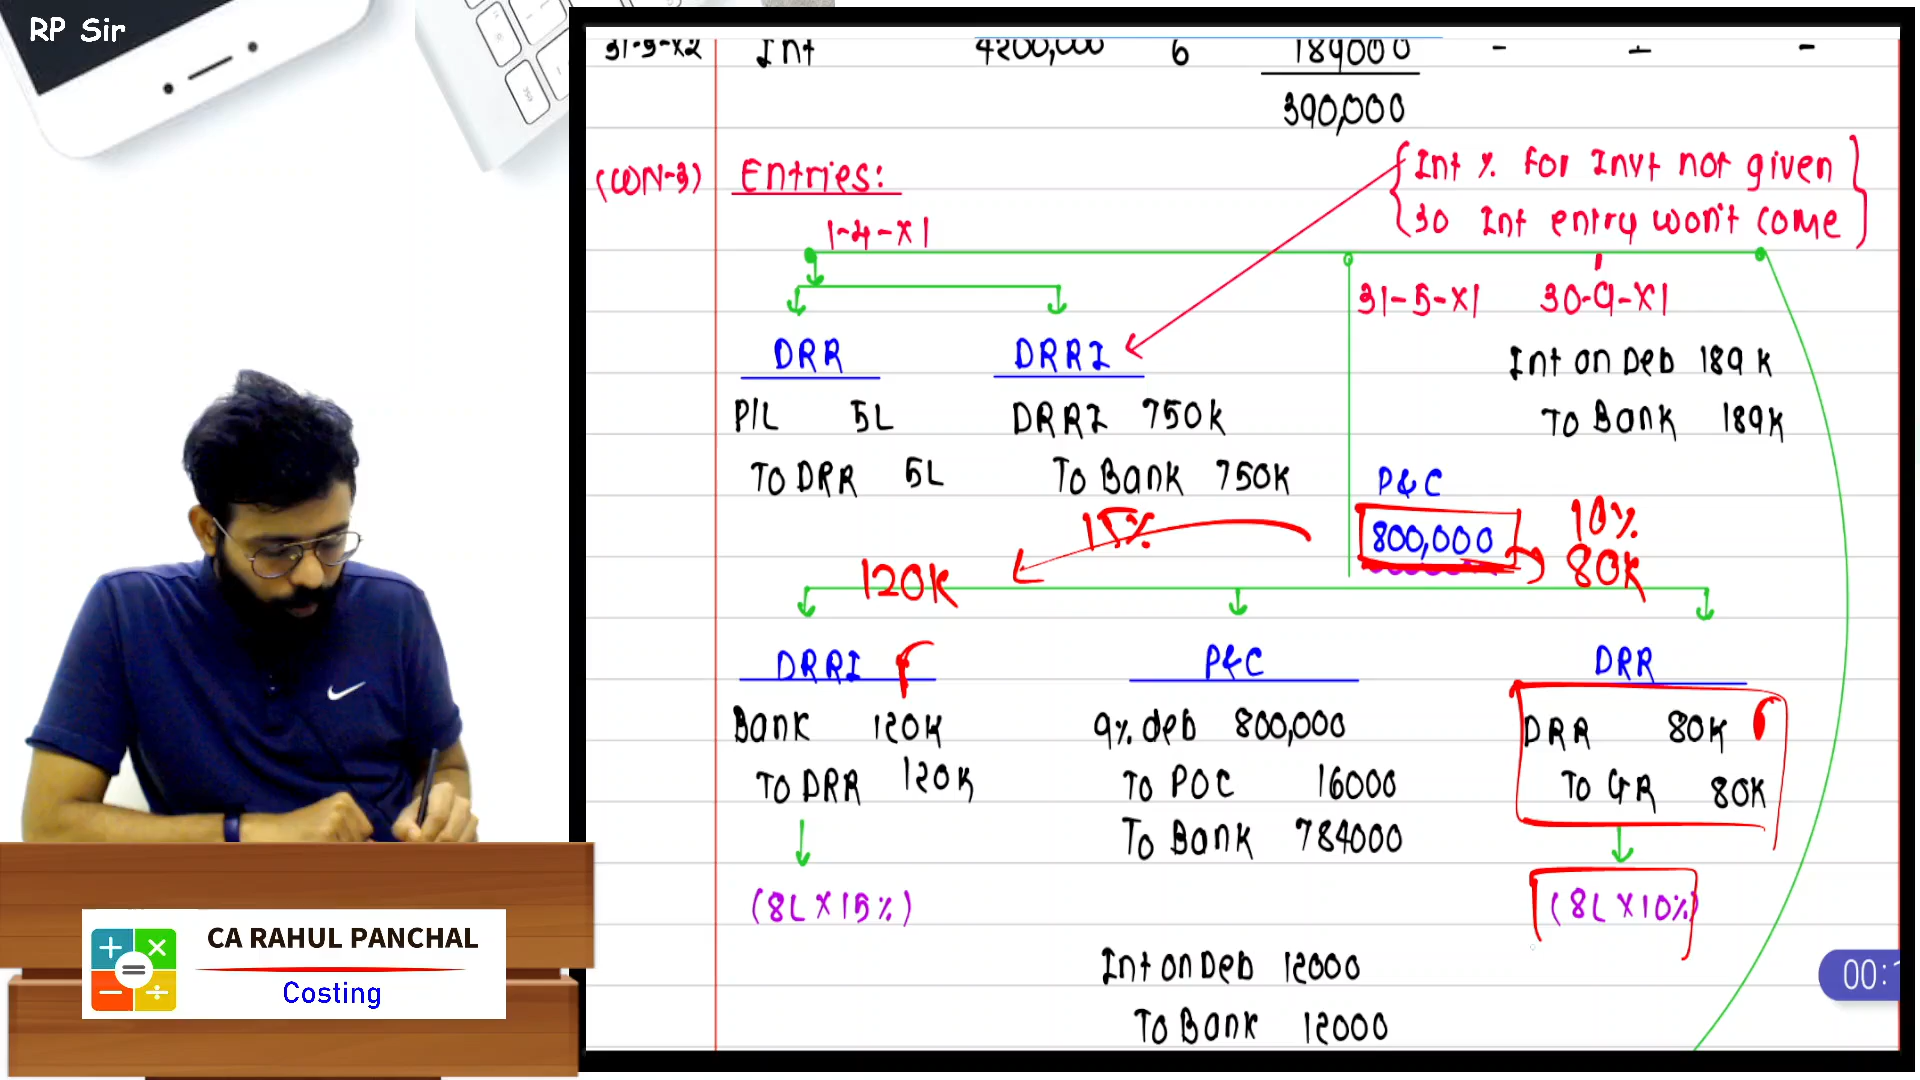 RP Sir
31-3-X2 Int 4200,000 6 189000 - - -
390,000
(WN-3) Entries:
{Int % for Invt not given}
{so Int entry won't come}
1-4-X1
31-5-X1 30-9-X1
DRR DRRI
Int on Deb 189K
To Bank 189K
P/L 5L
To DRR 5L
DRRI 750K
To Bank 750K
P&C
800,000
15%
120K
10%
80K
DRRI P&C DRR
Bank 120K
To DRR 120K
(8L X 15%)
9% deb 800,000
To POC 16000
To Bank 784000
DRR 80K
To GR 80K
(8L X 10%)
Int on Deb 12000
To Bank 12000
CA RAHUL PANCHAL
Costing